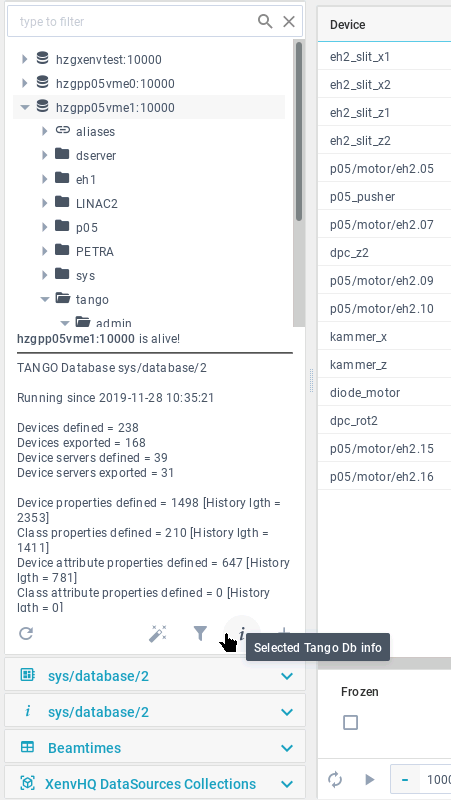 type to filter
hzgxenvtest:10000
hzgpp05vme0:10000
hzgpp05vme1:10000
aliases
dserver
eh1
LINAC2
p05
PETRA
sys
tango
admin
hzgpp05vme1:10000 is alive!
TANGO Database sys/database/2
Running since 2019-11-28 10:35:21
Devices defined = 238
Devices exported = 168
Device servers defined = 39
Device servers exported = 31
Device properties defined = 1498 [History lgth =
2353]
Class properties defined = 210 [History lgth =
1411]
Device attribute properties defined = 647 [History
lgth = 781]
Class attribute properties defined = 0 [History
lgth = 0]
Selected Tango Db info
sys/database/2
sys/database/2
Beamtimes
XenvHQ DataSources Collections
Device
eh2_slit_x1
eh2_slit_x2
eh2_slit_z1
eh2_slit_z2
p05/motor/eh2.05
p05_pusher
p05/motor/eh2.07
dpc_z2
p05/motor/eh2.09
p05/motor/eh2.10
kammer_x
kammer_z
diode_motor
dpc_rot2
p05/motor/eh2.15
p05/motor/eh2.16
Frozen
- 1000